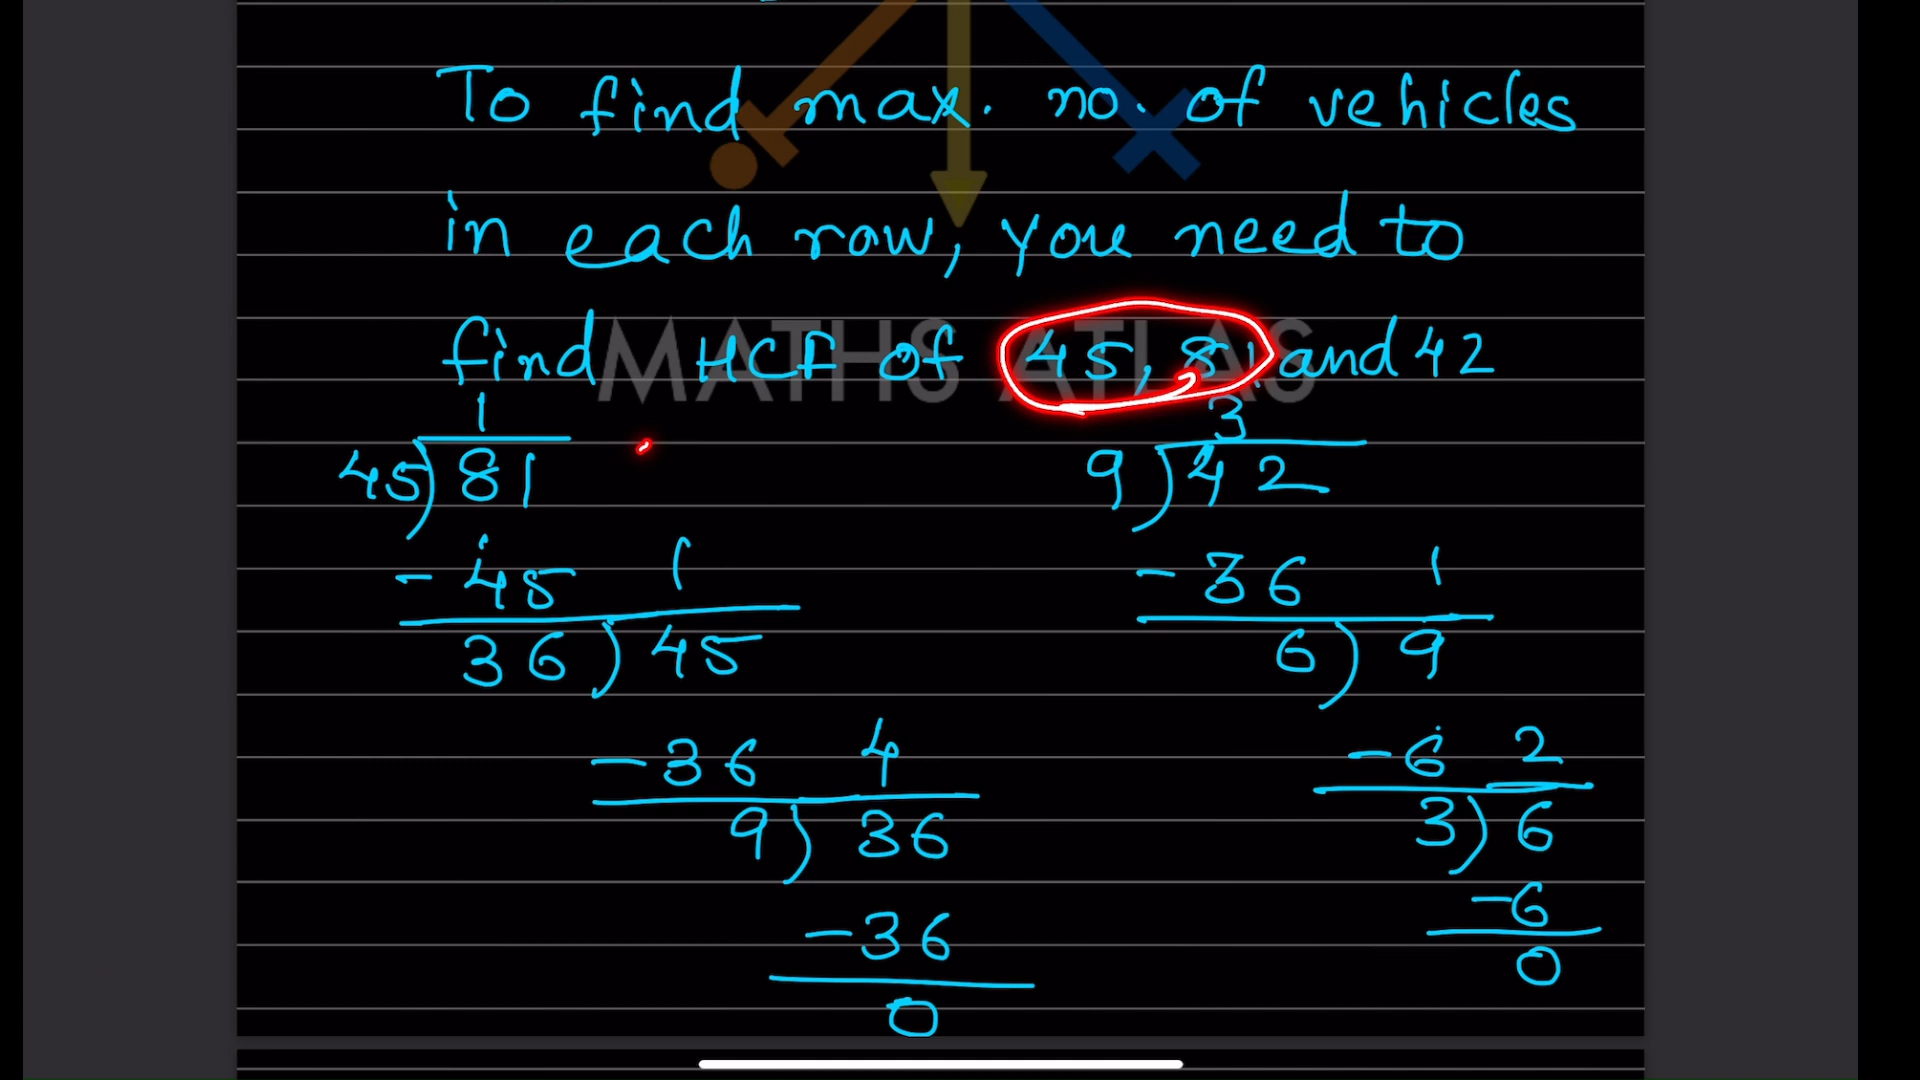 To find max. no. of vehicles
in each row, you need to
find HCF of 45, 81 and 42
MATHS ATLAS
1
45) 81
- 45 1
36) 45
- 36 4
9) 36
- 36
0
3
9) 42
- 36 1
6) 9
- 6 2
3) 6
- 6
0